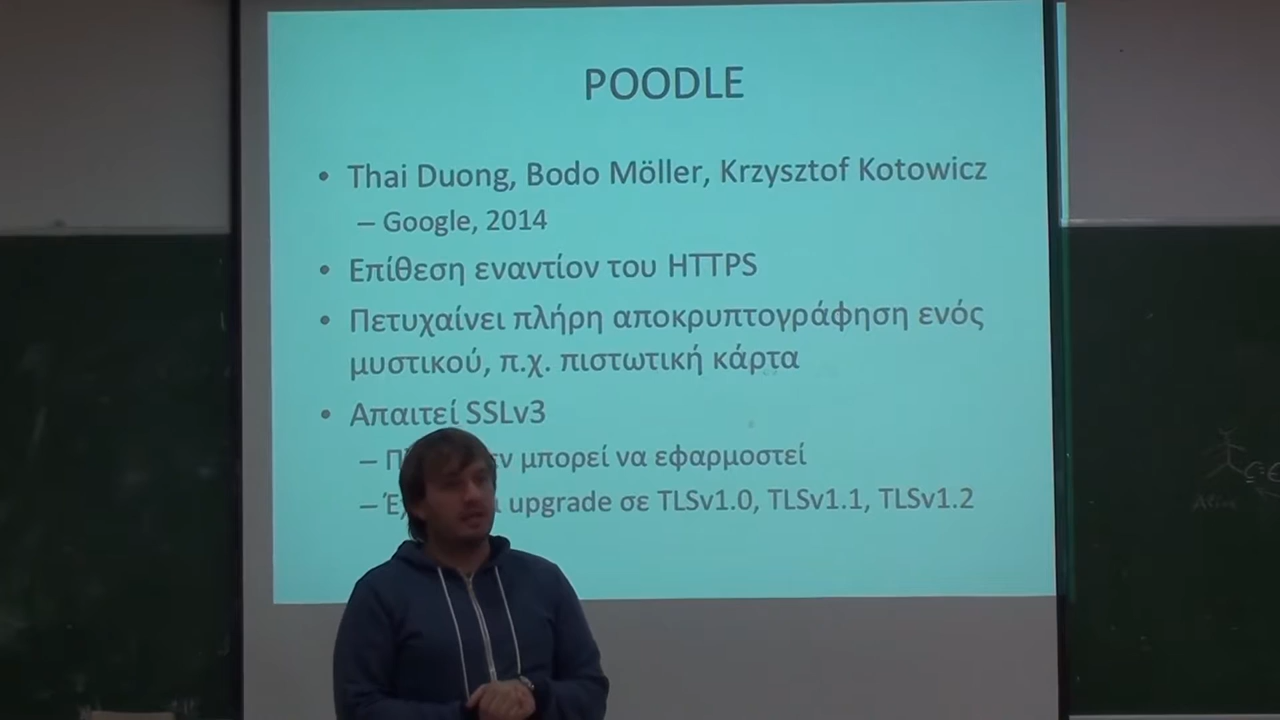 POODLE
• Thai Duong, Bodo Möller, Krzysztof Kotowicz
– Google, 2014
• Επίθεση εναντίον του HTTPS
• Πετυχαίνει πλήρη αποκρυπτογράφηση ενός
μυστικού, π.χ. πιστωτική κάρτα
• Απαιτεί SSLv3
– μπορεί να εφαρμοστεί
– upgrade σε TLSv1.0, TLSv1.1, TLSv1.2
Alice